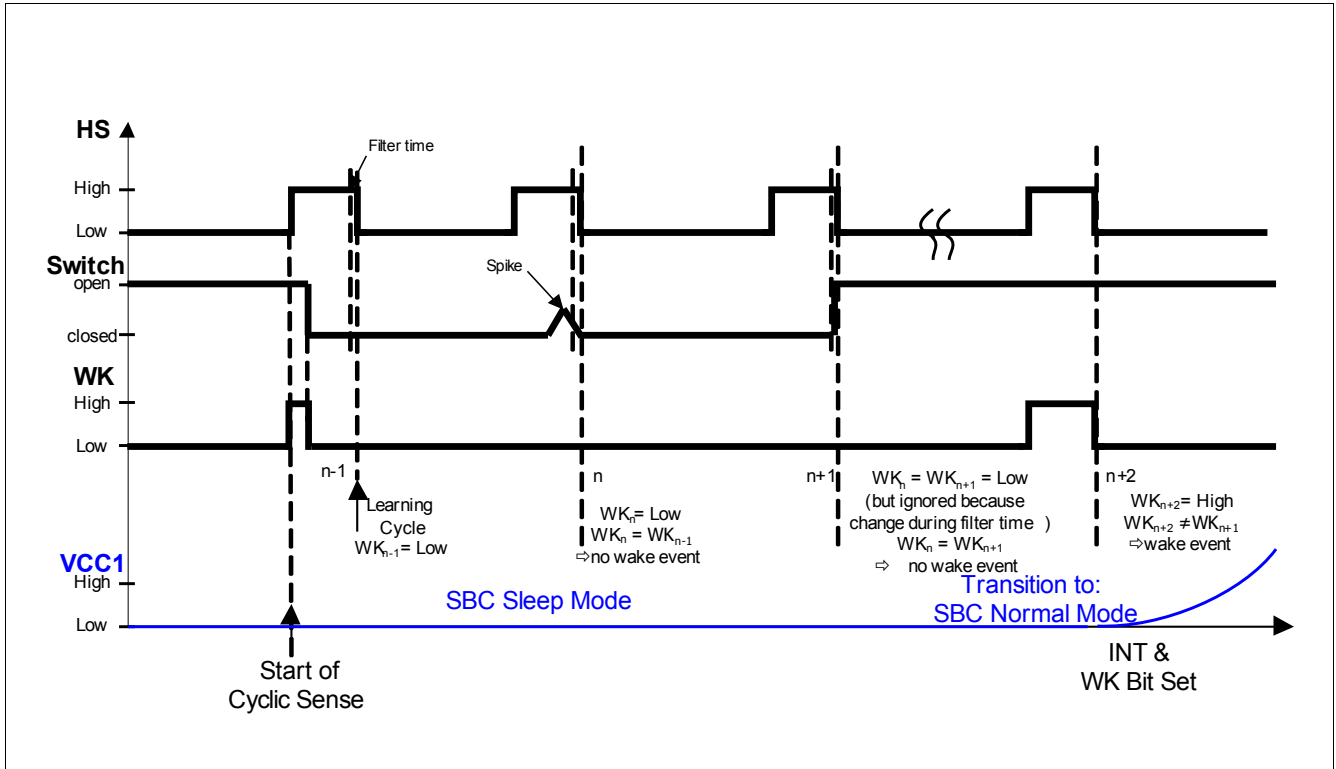 HS
Filter time
High
Low
Switch
open
Spike
closed
WK
High
Low
n-1
Learning
Cycle
WKn-1= Low
n
WKn= Low
WKn = WKn-1
⇨no wake event
n+1
WKn = WKn+1 = Low
(but ignored because
change during filter time )
WKn = WKn+1
⇨ no wake event
n+2
WKn+2= High
WKn+2 ≠WKn+1
⇨wake event
VCC1
High
Low
SBC Sleep Mode
Transition to:
SBC Normal Mode
Start of
Cyclic Sense
INT &
WK Bit Set